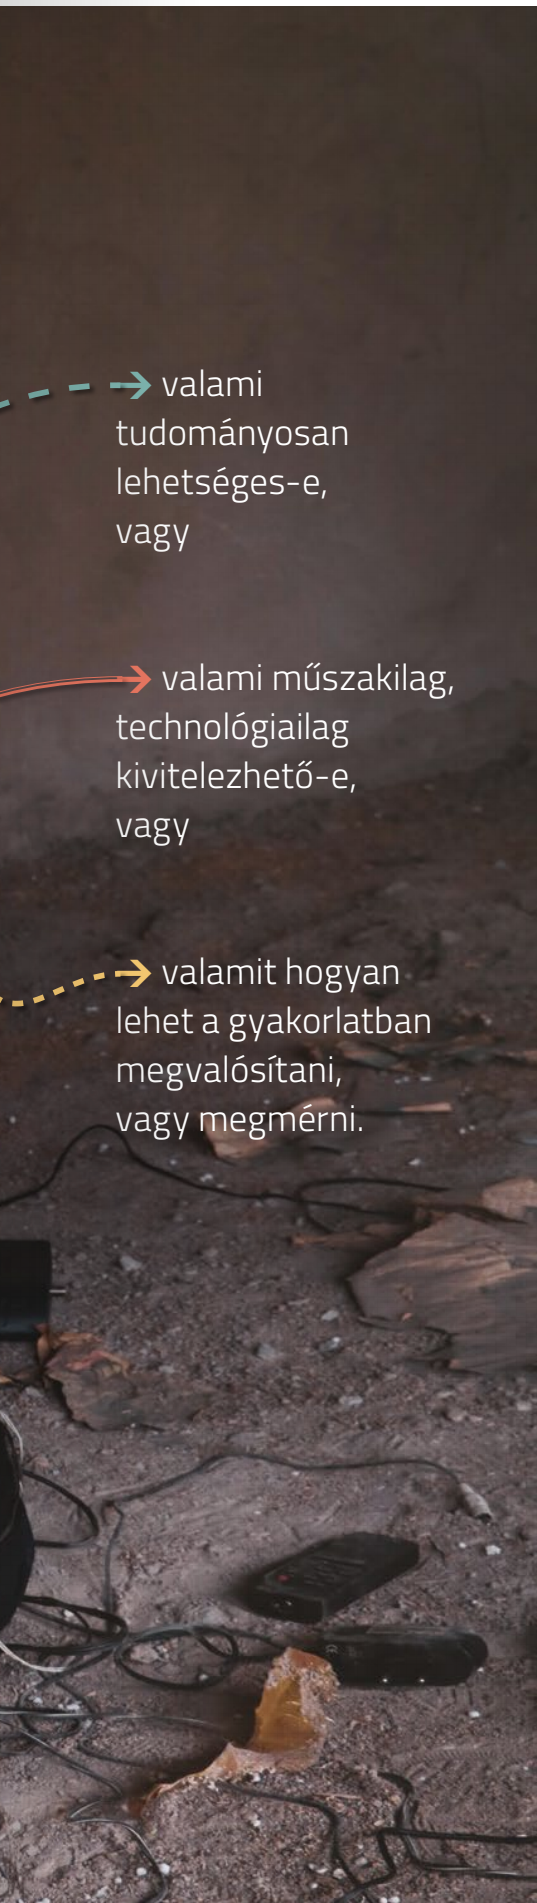 → valami
tudományosan
lehetséges-e,
vagy
→ valami műszakilag,
technológiailag
kivitelezhető-e,
vagy
→ valamit hogyan
lehet a gyakorlatban
megvalósítani,
vagy megmérni.